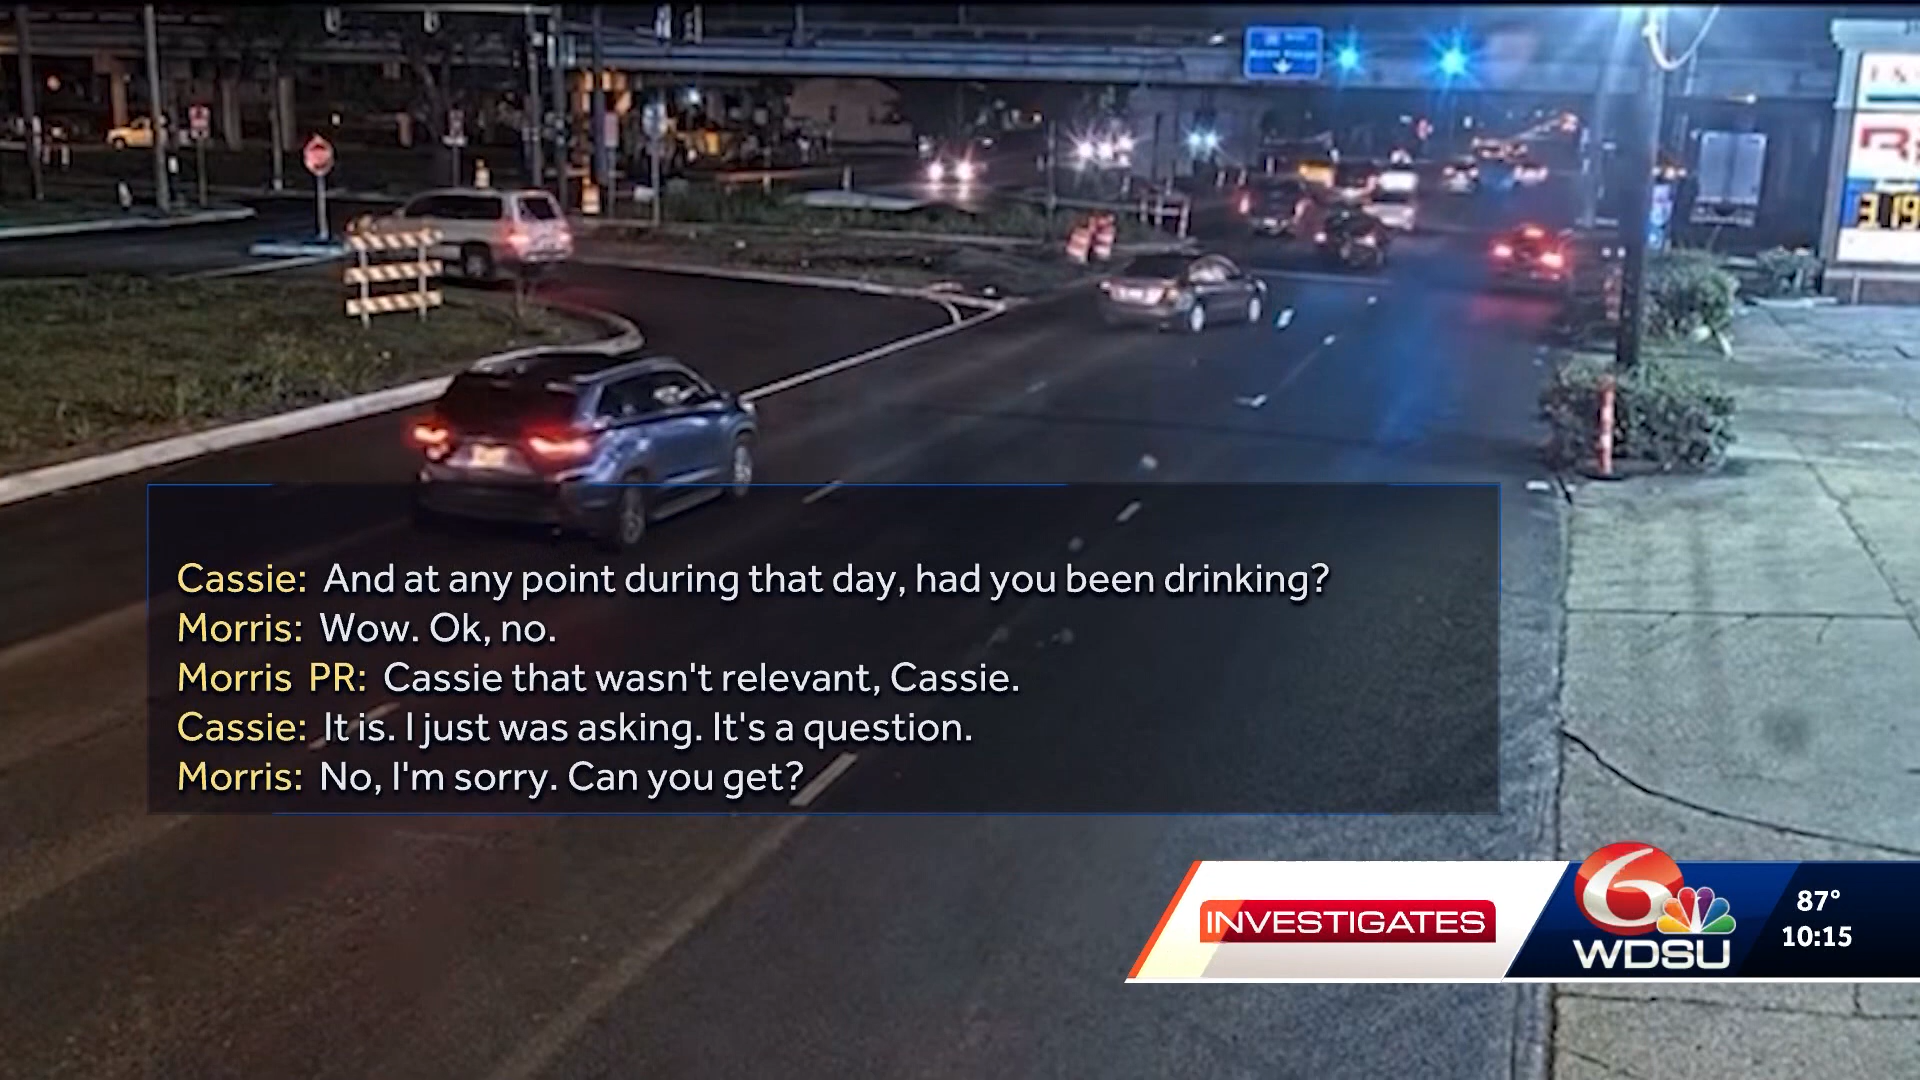 3.19
Cassie: And at any point during that day, had you been drinking?
Morris: Wow. Ok, no.
Morris PR: Cassie that wasn't relevant, Cassie.
Cassie: It is. I just was asking. It's a question.
Morris: No, I'm sorry. Can you get?
INVESTIGATES
6
WDSU
87°
10:15